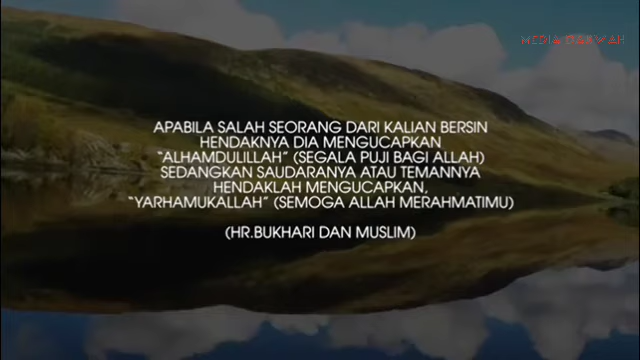 MEDIA DAKWAH
APABILA SALAH SEORANG DARI KALIAN BERSIN
HENDAKNYA DIA MENGUCAPKAN
“ALHAMDULILLAH” (SEGALA PUJI BAGI ALLAH)
SEDANGKAN SAUDARANYA ATAU TEMANNYA
HENDAKLAH MENGUCAPKAN,
“YARHAMUKALLAH” (SEMOGA ALLAH MERAHMATIMU)
(HR.BUKHARI DAN MUSLIM)